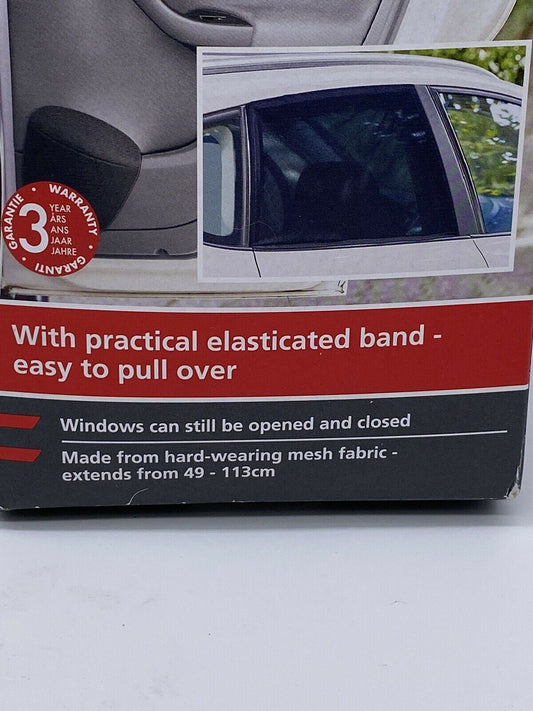 GARANTIE • WARRANTY • GARANTI
3
YEAR
ÅRS
ANS
JAAR
JAHRE
With practical elasticated band -
easy to pull over
Windows can still be opened and closed
Made from hard-wearing mesh fabric -
extends from 49 - 113cm